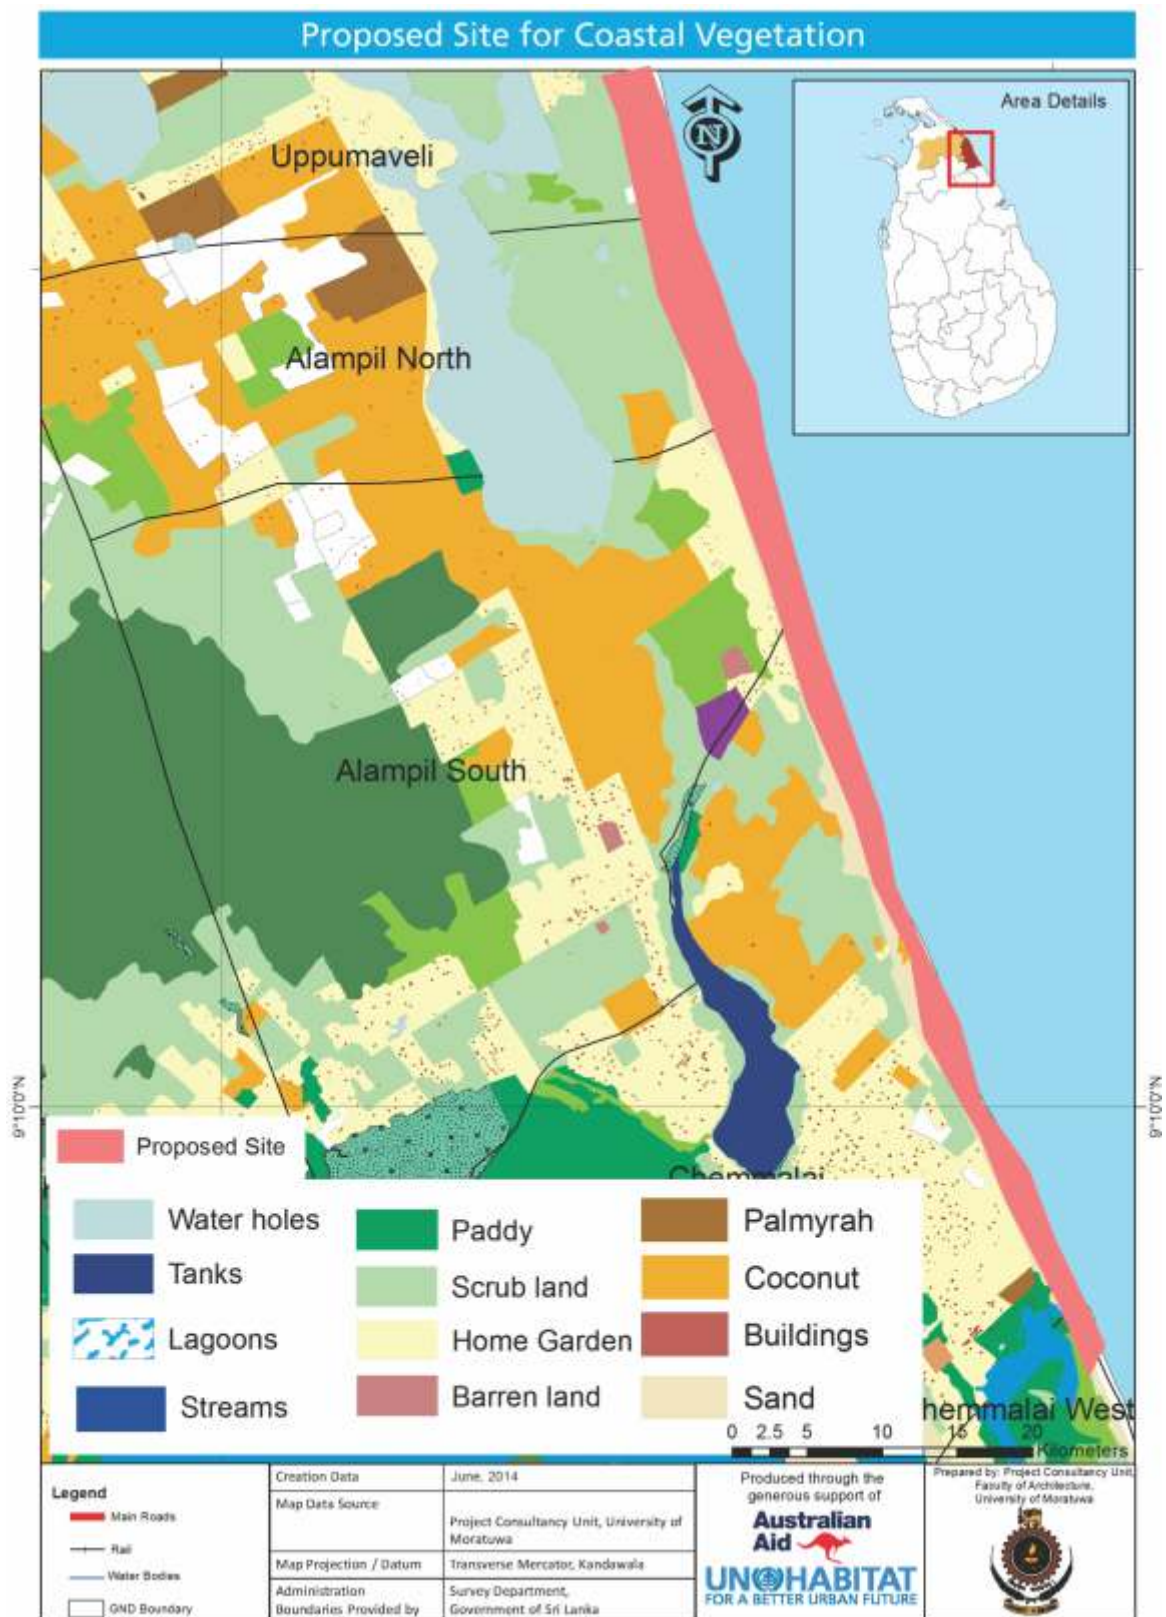 Proposed Site for Coastal Vegetation
Area Details
N
Uppumaveli
Alampil North
Alampil South
9°10'0"N
9°10'0"N
Proposed Site
Chemmalai
Water holes
Tanks
Lagoons
Streams
Paddy
Scrub land
Home Garden
Barren land
Palmyrah
Coconut
Buildings
Sand
hemmalai West
0 2.5 5 10 15 20
Kilometers
Legend
Main Roads
Rail
Water Bodies
GND Boundary
Creation Data June, 2014
Map Data Source
Project Consultancy Unit, University of
Moratuwa
Map Projection / Datum Transverse Mercator, Kandawala
Administration Survey Department,
Boundaries Provided by Government of Sri Lanka
Produced through the
generous support of
Australian
Aid
UN HABITAT
FOR A BETTER URBAN FUTURE
Prepared by: Project Consultancy Unit,
Faculty of Architecture,
University of Moratuwa